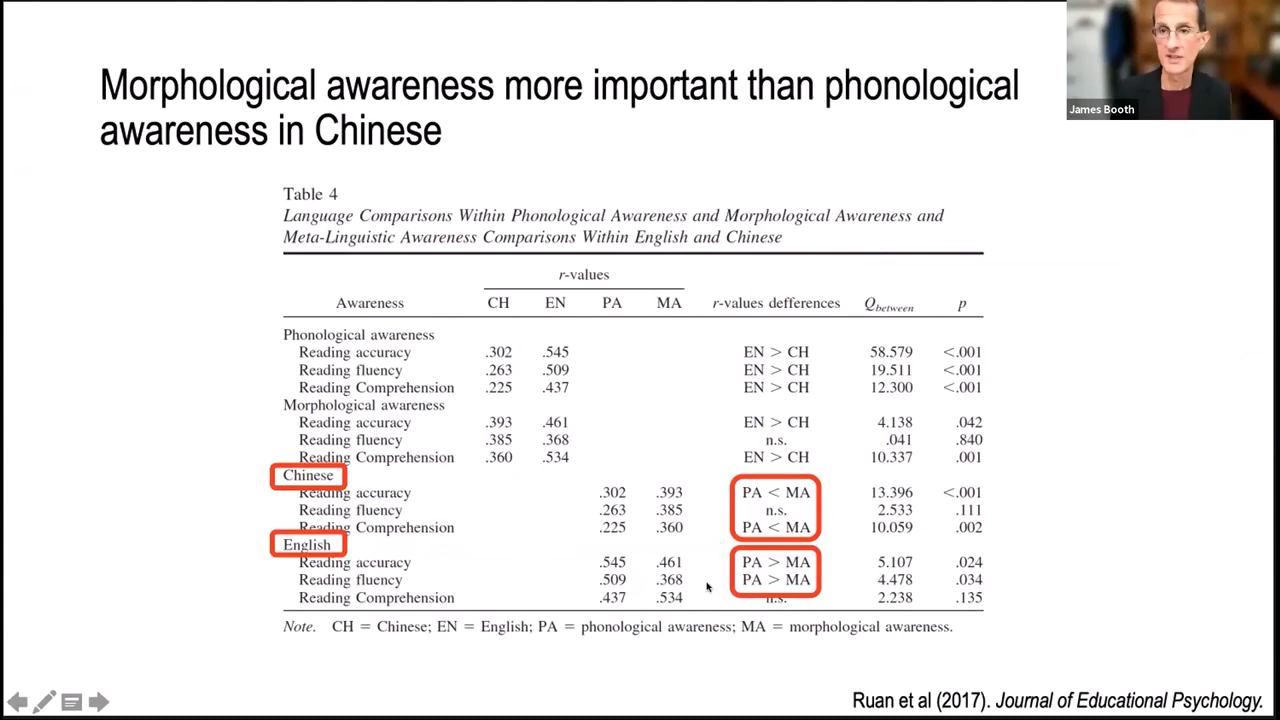 James Booth
Morphological awareness more important than phonological
awareness in Chinese
Table 4
Language Comparisons Within Phonological Awareness and Morphological Awareness and
Meta-Linguistic Awareness Comparisons Within English and Chinese
r-values
Awareness CH EN PA MA r-values defferences Qbetween p
Phonological awareness
Reading accuracy .302 .545 EN > CH 58.579 <.001
Reading fluency .263 .509 EN > CH 19.511 <.001
Reading Comprehension .225 .437 EN > CH 12.300 <.001
Morphological awareness
Reading accuracy .393 .461 EN > CH 4.138 .042
Reading fluency .385 .368 n.s. .041 .840
Reading Comprehension .360 .534 EN > CH 10.337 .001
Chinese
Reading accuracy .302 .393 PA < MA 13.396 <.001
Reading fluency .263 .385 n.s. 2.533 .111
Reading Comprehension .225 .360 PA < MA 10.059 .002
English
Reading accuracy .545 .461 PA > MA 5.107 .024
Reading fluency .509 .368 PA > MA 4.478 .034
Reading Comprehension .437 .534 n.s. 2.238 .135
Note. CH = Chinese; EN = English; PA = phonological awareness; MA = morphological awareness.
Ruan et al (2017). Journal of Educational Psychology.